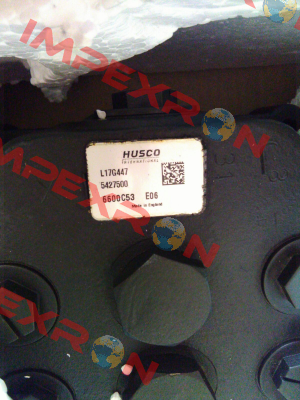 HUSCO
INTERNATIONAL
L17G447
5427500
6600C53 E06
Made in England
IMPEXRON
IMPEXRON
IMPEXRON